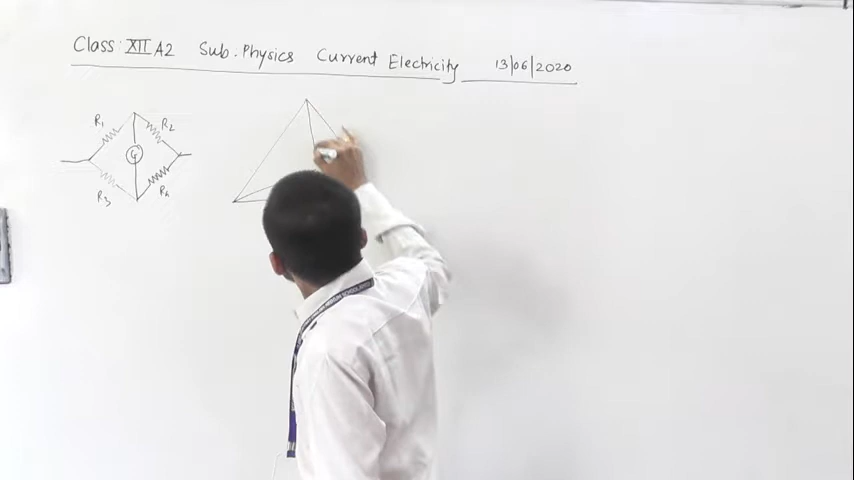 Class: XII A2 Sub. Physics Current Electricity 13/06/2020
R1 R2
G
R3 R4